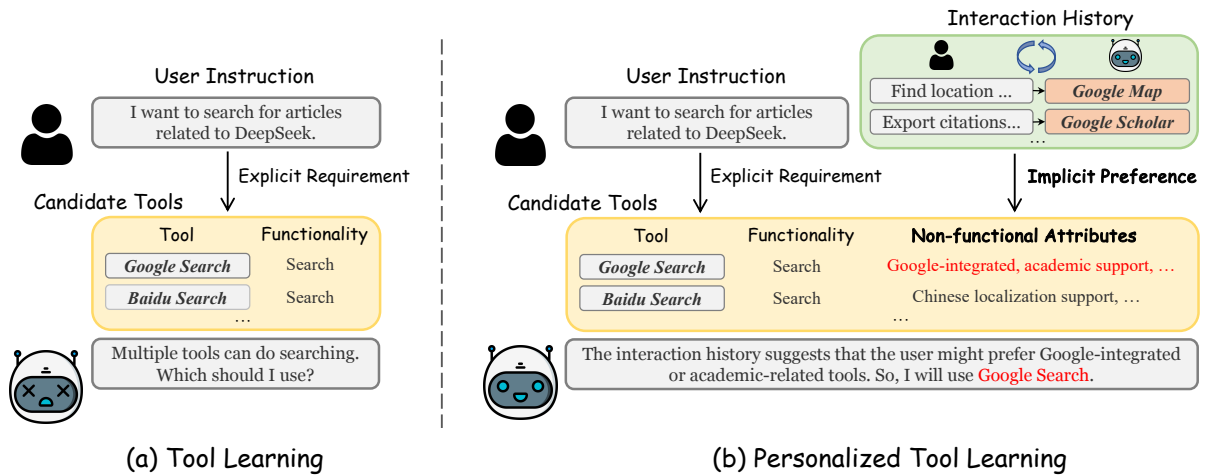 User Instruction
I want to search for articles
related to DeepSeek.
Explicit Requirement
Candidate Tools
Tool Functionality
Google Search Search
Baidu Search Search
...
Multiple tools can do searching.
Which should I use?
(a) Tool Learning
Interaction History
Find location ... Google Map
Export citations... Google Scholar
...
User Instruction
I want to search for articles
related to DeepSeek.
Explicit Requirement
Implicit Preference
Candidate Tools
Tool Functionality Non-functional Attributes
Google Search Search Google-integrated, academic support, ...
Baidu Search Search Chinese localization support, ...
...
The interaction history suggests that the user might prefer Google-integrated
or academic-related tools. So, I will use Google Search.
(b) Personalized Tool Learning